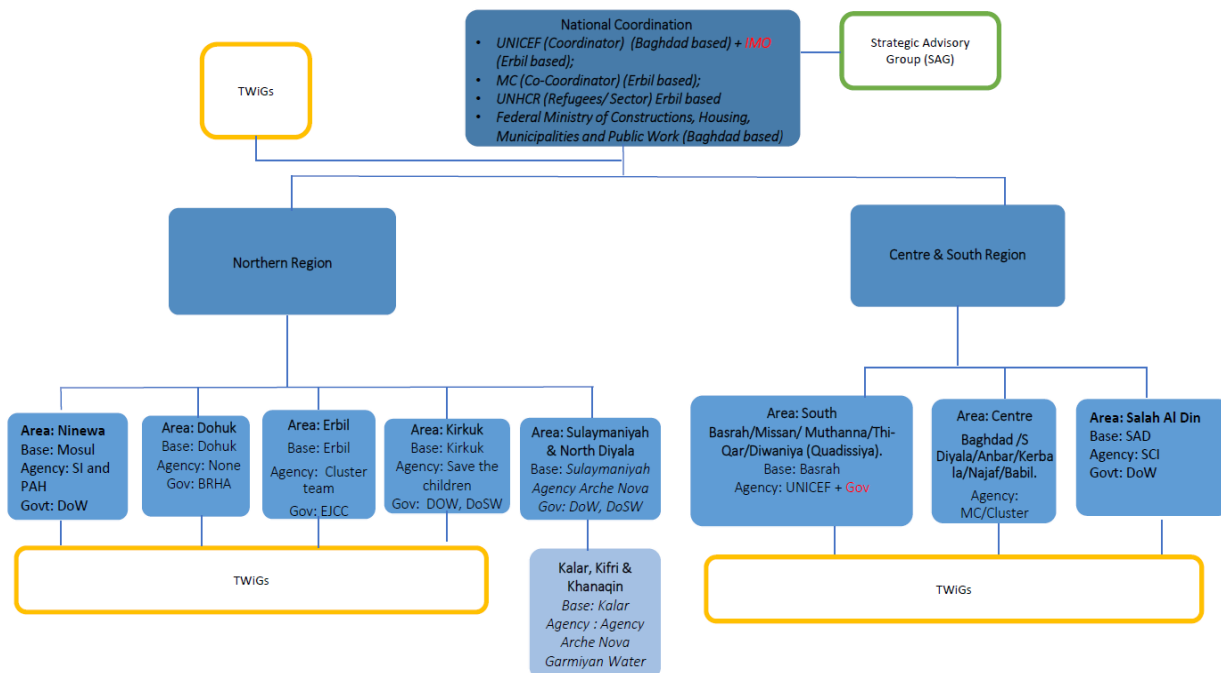 National Coordination
• UNICEF (Coordinator) (Baghdad based) + IMO
(Erbil based);
• MC (Co-Coordinator) (Erbil based);
• UNHCR (Refugees/ Sector) Erbil based
• Federal Ministry of Constructions, Housing,
Municipalities and Public Work (Baghdad based)
Strategic Advisory
Group (SAG)
TWiGs
Northern Region
Centre & South Region
Area: Ninewa
Base: Mosul
Agency: SI and
PAH
Govt: DoW
Area: Dohuk
Base: Dohuk
Agency: None
Gov: BRHA
Area: Erbil
Base: Erbil
Agency: Cluster
team
Gov: EJCC
Area: Kirkuk
Base: Kirkuk
Agency: Save the
children
Gov: DOW, DoSW
Area: Sulaymaniyah
& North Diyala
Base: Sulaymaniyah
Agency Arche Nova
Gov: DoW, DoSW
Area: South
Basrah/Missan/ Muthanna/Thi-
Qar/Diwaniya (Quadissiya).
Base: Basrah
Agency: UNICEF + Gov
Area: Centre
Baghdad /S
Diyala/Anbar/Kerba
la/Najaf/Babil.
Agency:
MC/Cluster
Area: Salah Al Din
Base: SAD
Agency: SCI
Govt: DoW
TWiGs
Kalar, Kifri &
Khanaqin
Base: Kalar
Agency : Agency
Arche Nova
Garmiyan Water
TWiGs